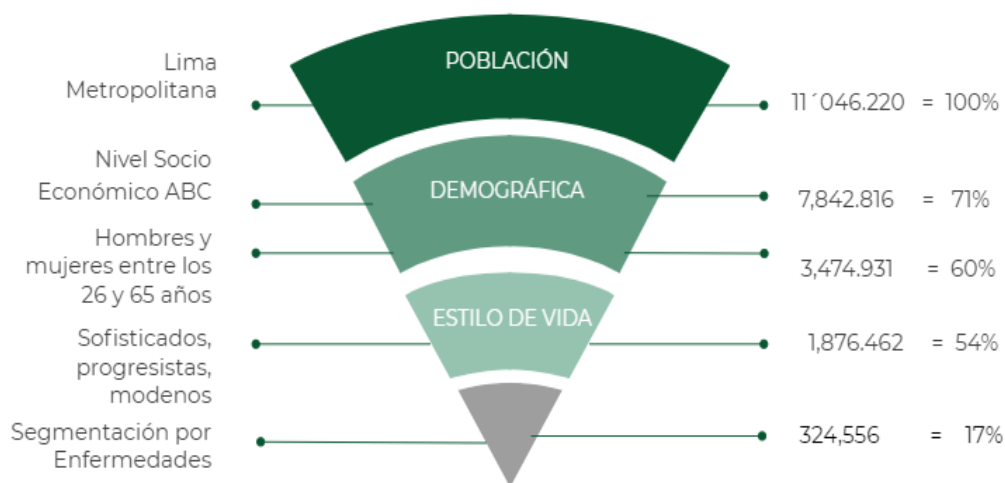 Lima
Metropolitana
POBLACIÓN
11´046.220 = 100%
Nivel Socio
Económico ABC
DEMOGRÁFICA
7,842.816 = 71%
Hombres y
mujeres entre los
26 y 65 años
3,474.931 = 60%
Sofisticados,
progresistas,
modenos
ESTILO DE VIDA
1,876.462 = 54%
Segmentación por
Enfermedades
324,556 = 17%